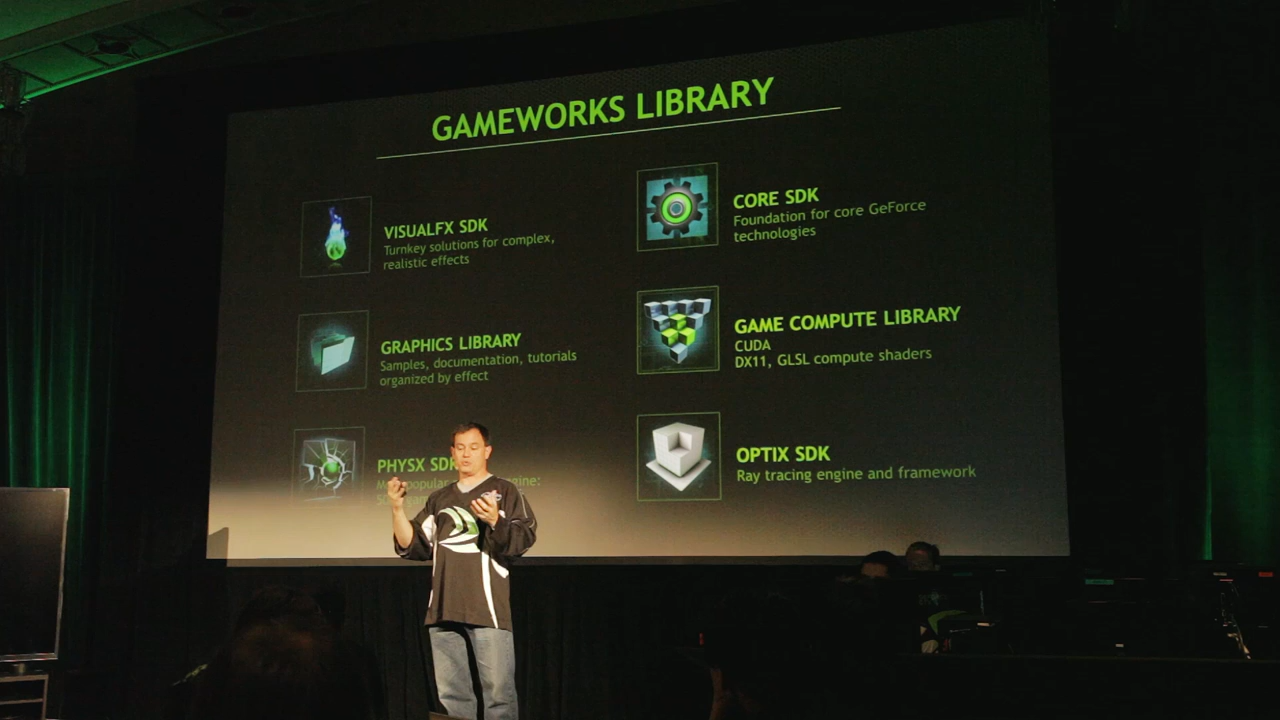 GAMEWORKS LIBRARY
VISUALFX SDK
Turnkey solutions for complex,
realistic effects
GRAPHICS LIBRARY
Samples, documentation, tutorials
organized by effect
PHYSX SDK
popular
CORE SDK
Foundation for core GeForce
technologies
GAME COMPUTE LIBRARY
CUDA
DX11, GLSL compute shaders
OPTIX SDK
Ray tracing engine and framework